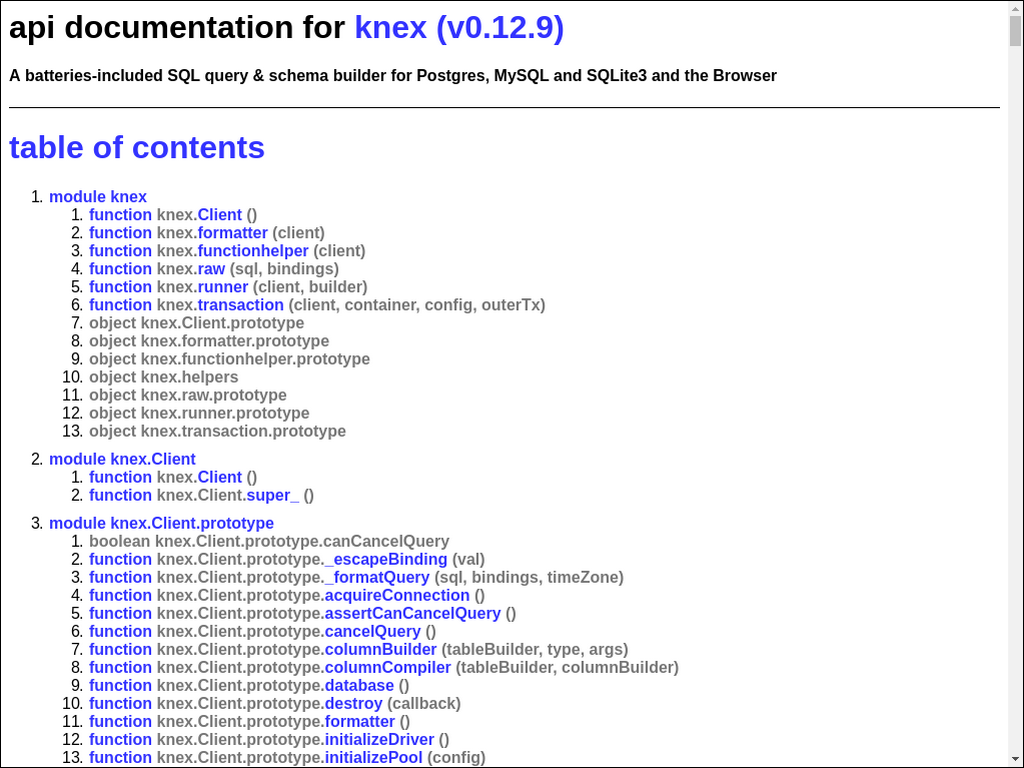 api documentation for knex (v0.12.9)
A batteries-included SQL query & schema builder for Postgres, MySQL and SQLite3 and the Browser
table of contents
1. module knex
1. function knex.Client ()
2. function knex.formatter (client)
3. function knex.functionhelper (client)
4. function knex.raw (sql, bindings)
5. function knex.runner (client, builder)
6. function knex.transaction (client, container, config, outerTx)
7. object knex.Client.prototype
8. object knex.formatter.prototype
9. object knex.functionhelper.prototype
10. object knex.helpers
11. object knex.raw.prototype
12. object knex.runner.prototype
13. object knex.transaction.prototype
2. module knex.Client
1. function knex.Client ()
2. function knex.Client.super_ ()
3. module knex.Client.prototype
1. boolean knex.Client.prototype.canCancelQuery
2. function knex.Client.prototype._escapeBinding (val)
3. function knex.Client.prototype._formatQuery (sql, bindings, timeZone)
4. function knex.Client.prototype.acquireConnection ()
5. function knex.Client.prototype.assertCanCancelQuery ()
6. function knex.Client.prototype.cancelQuery ()
7. function knex.Client.prototype.columnBuilder (tableBuilder, type, args)
8. function knex.Client.prototype.columnCompiler (tableBuilder, columnBuilder)
9. function knex.Client.prototype.database ()
10. function knex.Client.prototype.destroy (callback)
11. function knex.Client.prototype.formatter ()
12. function knex.Client.prototype.initializeDriver ()
13. function knex.Client.prototype.initializePool (config)